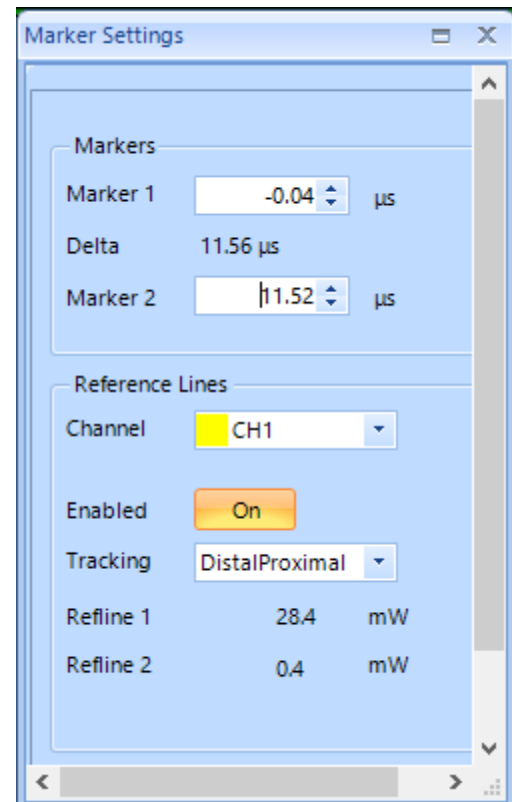 Marker Settings
Markers
Marker 1 -0.04 µs
Delta 11.56 µs
Marker 2 11.52 µs
Reference Lines
Channel CH1
Enabled On
Tracking DistalProximal
Refline 1 28.4 mW
Refline 2 0.4 mW